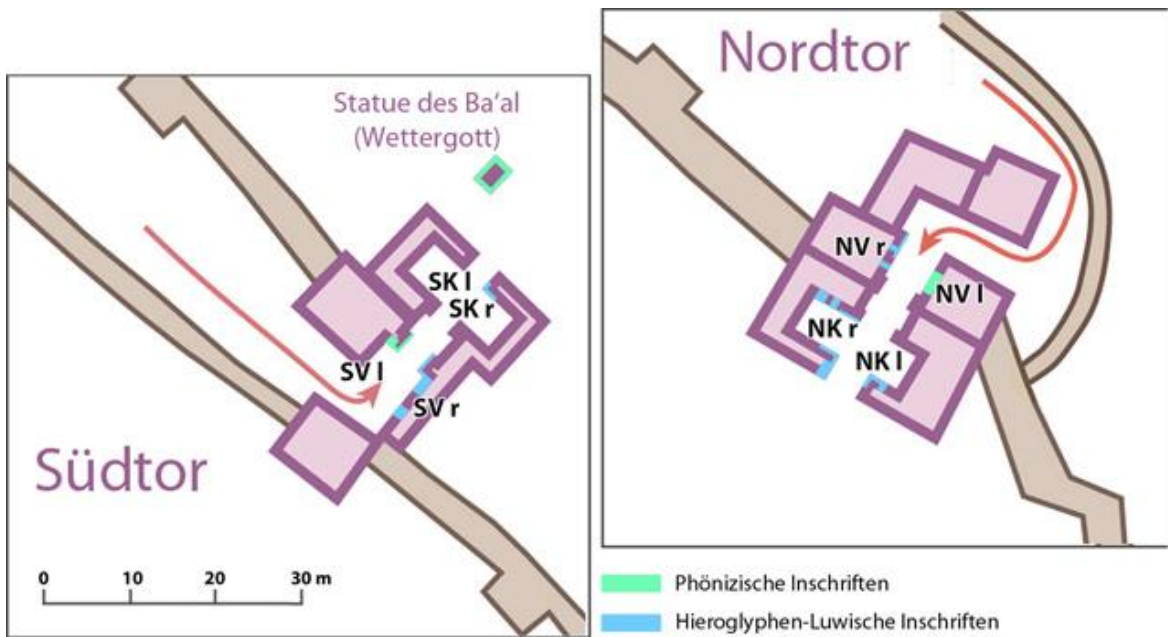 Statue des Ba'al
(Wettergott)
SK l
SK r
SV l
SV r
Südtor
0 10 20 30 m
Nordtor
NV r
NV l
NK r
NK l
Phönizische Inschriften
Hieroglyphen-Luwische Inschriften